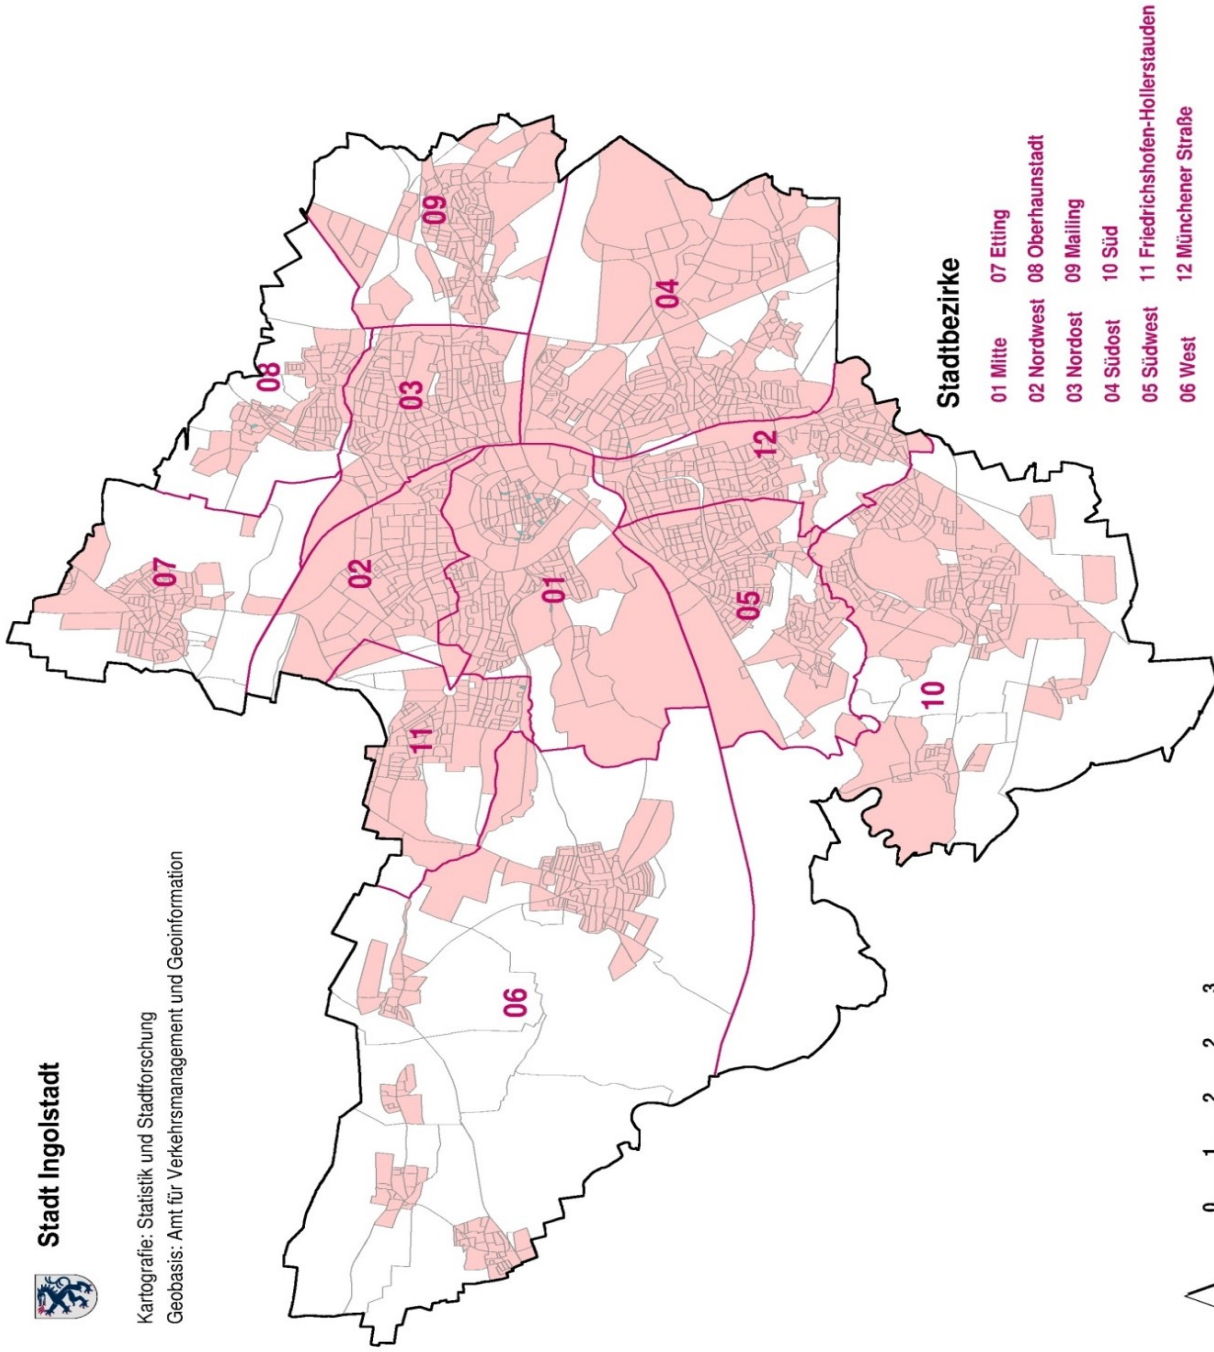 Stadt Ingolstadt
Kartografie: Statistik und Stadtforschung
Geobasis: Amt für Verkehrsmanagement und Geoinformation
07
08
02
03
09
11
01
06
04
05
12
10
Stadtbezirke
01 Mitte 07 Etting
02 Nordwest 08 Oberhaunstadt
03 Nordost 09 Mailing
04 Südost 10 Süd
05 Südwest 11 Friedrichshofen-Hollerstauden
06 West 12 Münchener Straße
0 1 2 2 3